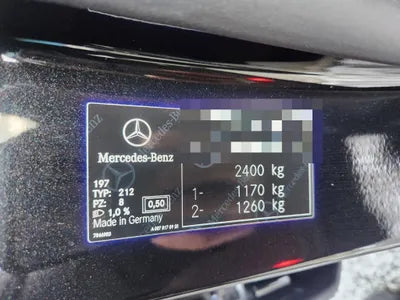 Mercedes-Benz
2400 kg
197
TYP: 212
1- 1170 kg
PZ: 8
0,50
2- 1260 kg
1,0 %
Made in Germany